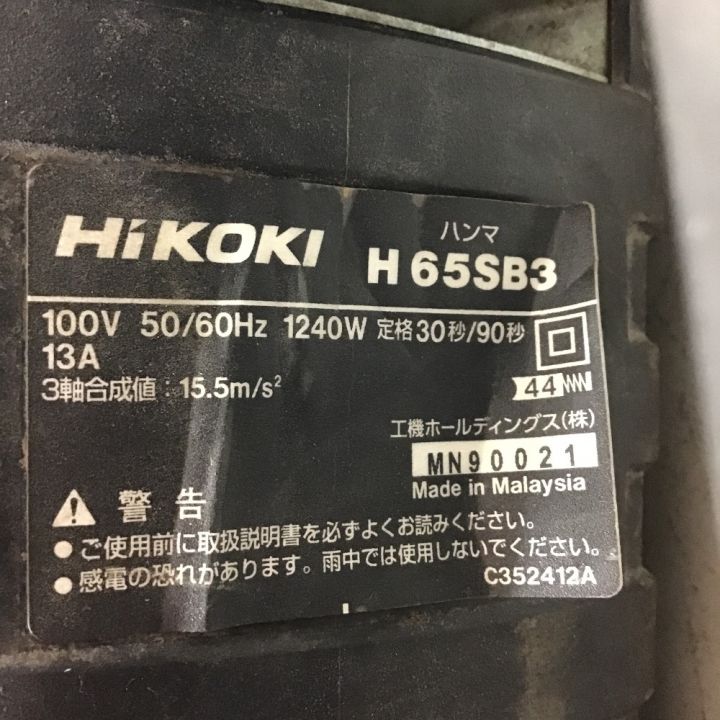 HiKOKI
ハンマ
H 65SB3
100V 50/60Hz 1240W 定格30秒/90秒
13A
3軸合成値:15.5m/s²
44
工機ホールディングス(株)
MN90021
Made in Malaysia
⚠ 警告
●ご使用前に取扱説明書を必ずよくお読みください。
●感電の恐れがあります。雨中では使用しないでください。
C352412A